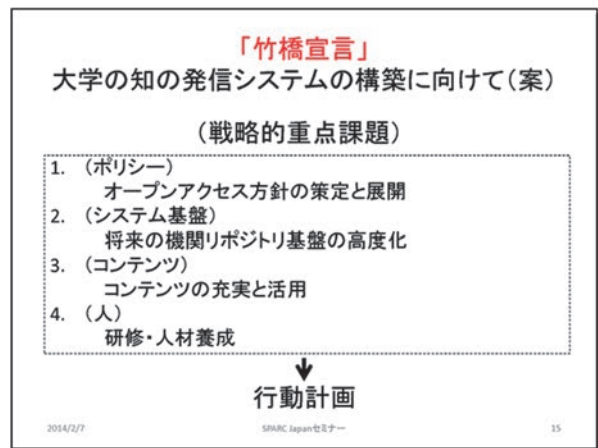 「竹橋宣言」
大学の知の発信システムの構築に向けて(案)
(戦略的重点課題)
1. (ポリシー)
オープンアクセス方針の策定と展開
2. (システム基盤)
将来の機関リポジトリ基盤の高度化
3. (コンテンツ)
コンテンツの充実と活用
4. (人)
研修・人材養成
行動計画
2014/2/7
SPARC Japanセミナー
15